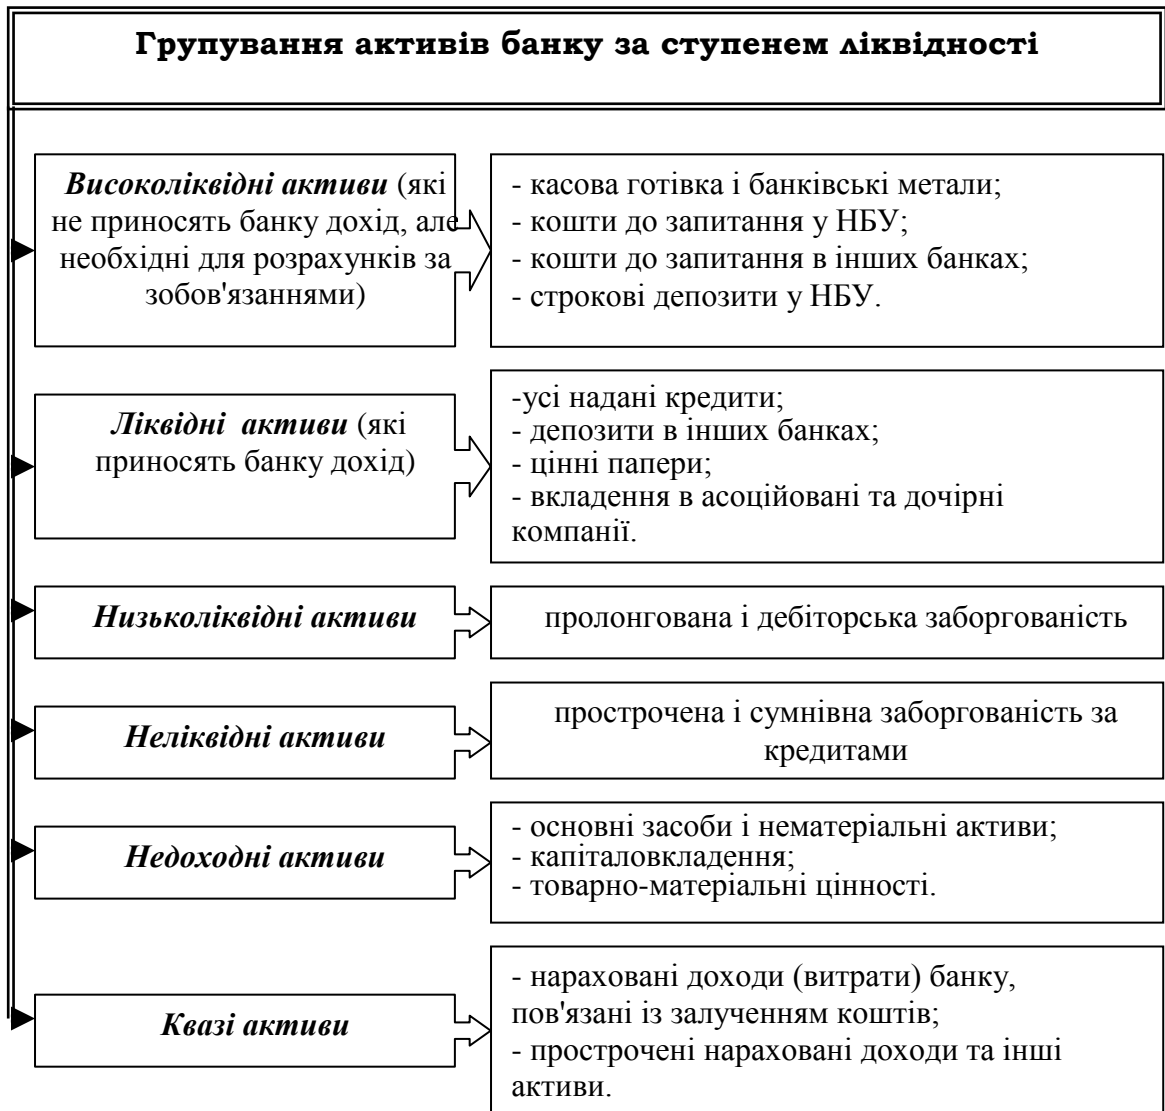 Групування активів банку за ступенем ліквідності
Високоліквідні активи (які
не приносять банку дохід, але
необхідні для розрахунків за
зобов'язаннями)
- касова готівка і банківські метали;
- кошти до запитання у НБУ;
- кошти до запитання в інших банках;
- строкові депозити у НБУ.
Ліквідні активи (які
приносять банку дохід)
-усі надані кредити;
- депозити в інших банках;
- цінні папери;
- вкладення в асоційовані та дочірні
компанії.
Низьколіквідні активи
пролонгована і дебіторська заборгованість
Неліквідні активи
прострочена і сумнівна заборгованість за
кредитами
Недоходні активи
- основні засоби і нематеріальні активи;
- капіталовкладення;
- товарно-матеріальні цінності.
Квазі активи
- нараховані доходи (витрати) банку,
пов'язані із залученням коштів;
- прострочені нараховані доходи та інші
активи.